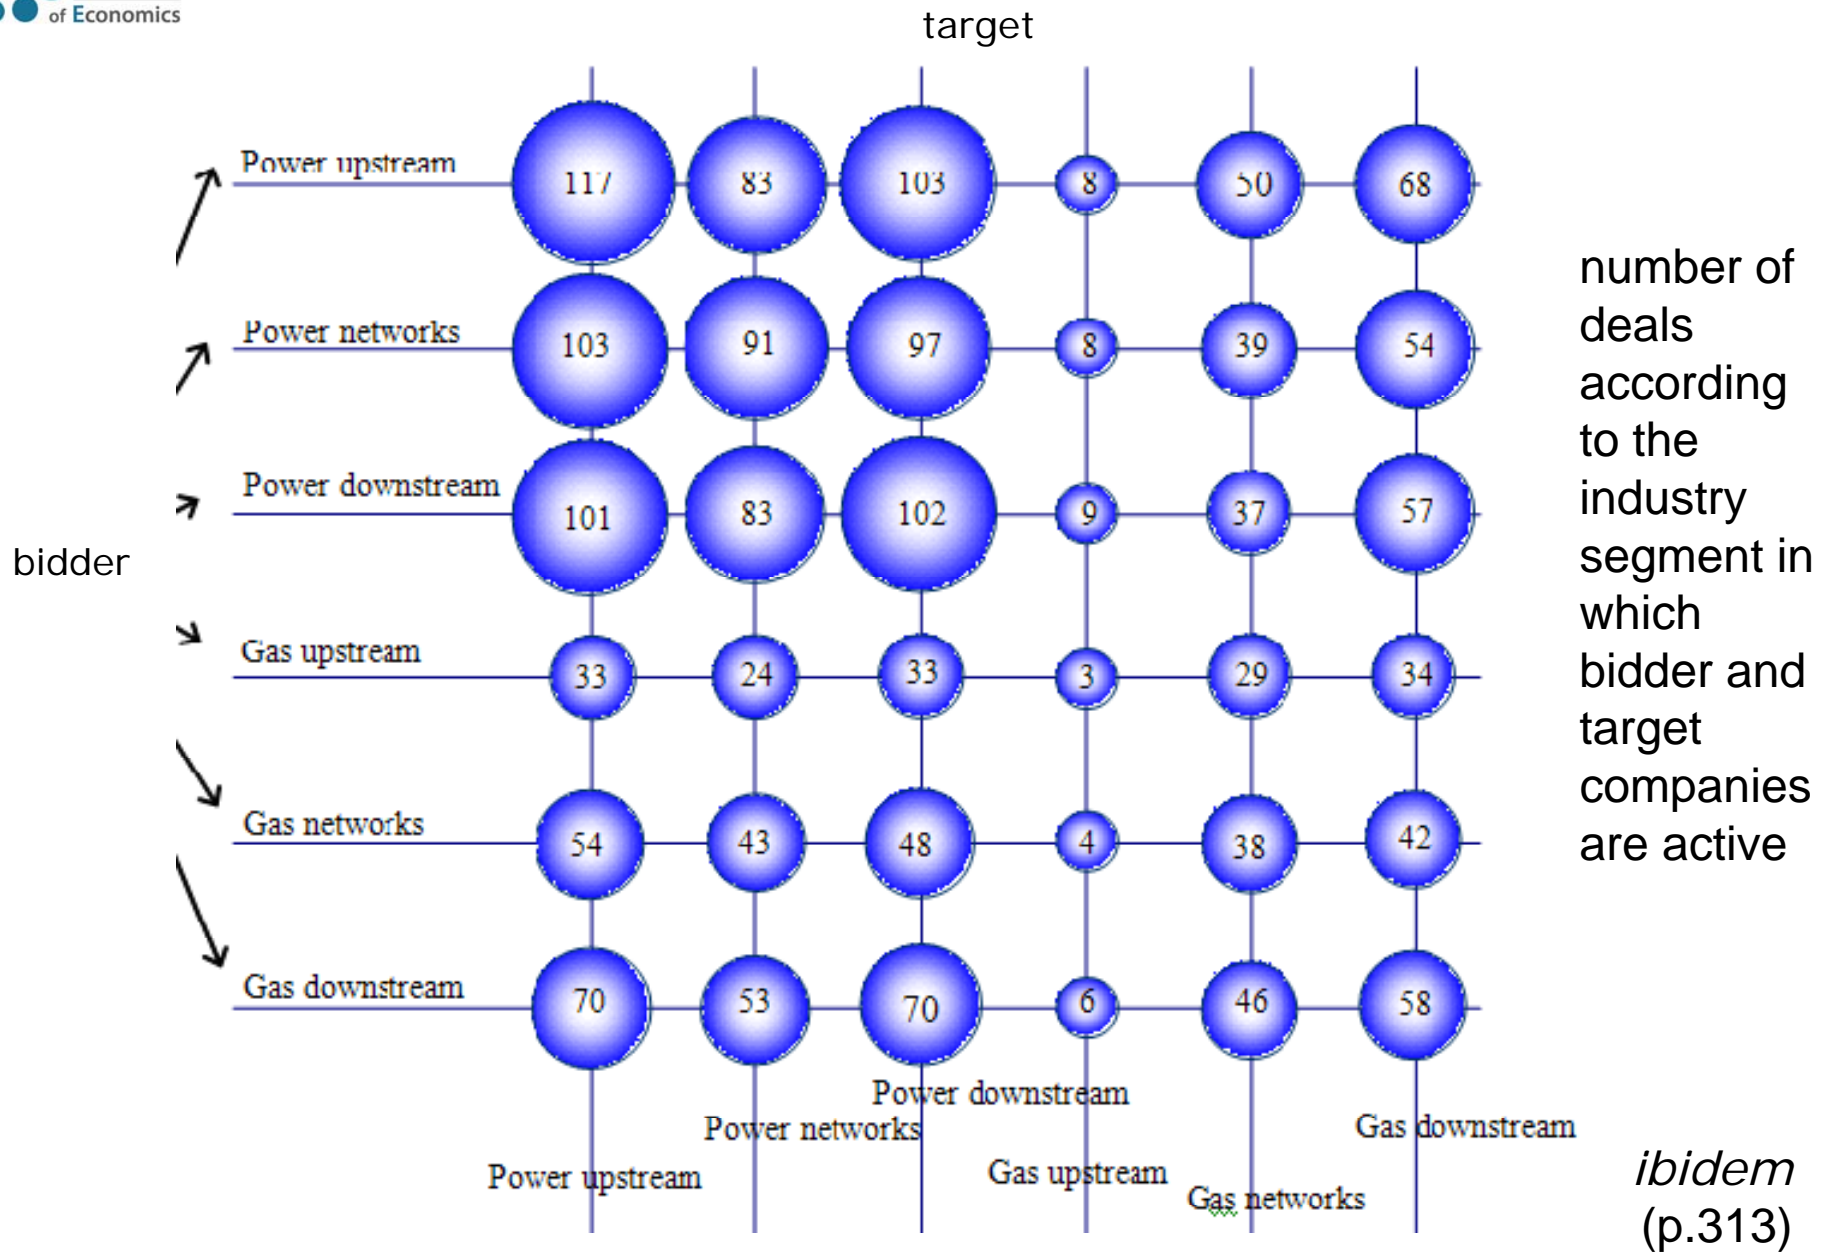 of Economics
target
Power upstream
117 83 103 8 50 68
Power networks
103 91 97 8 39 54
Power downstream
101 83 102 9 37 57
bidder
Gas upstream
33 24 33 3 29 34
Gas networks
54 43 48 4 38 42
Gas downstream
70 53 70 6 46 58
Power downstream
Power networks
Gas downstream
Power upstream
Gas upstream
Gas networks
number of
deals
according
to the
industry
segment in
which
bidder and
target
companies
are active
ibidem
(p.313)